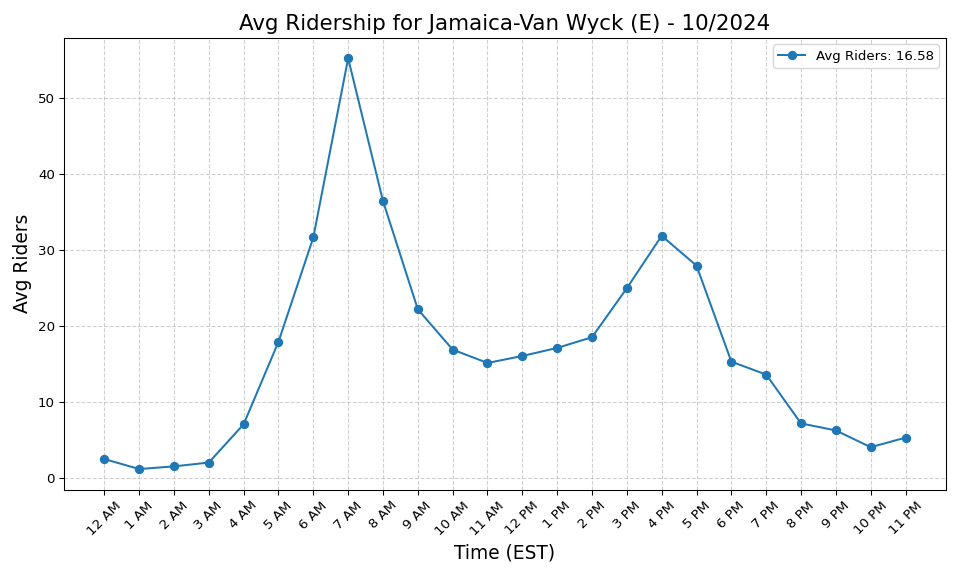 Avg Ridership for Jamaica-Van Wyck (E) - 10/2024
Avg Riders: 16.58
Avg Riders
50
40
30
20
10
0
12 AM
1 AM
2 AM
3 AM
4 AM
5 AM
6 AM
7 AM
8 AM
9 AM
10 AM
11 AM
12 PM
1 PM
2 PM
3 PM
4 PM
5 PM
6 PM
7 PM
8 PM
9 PM
10 PM
11 PM
Time (EST)